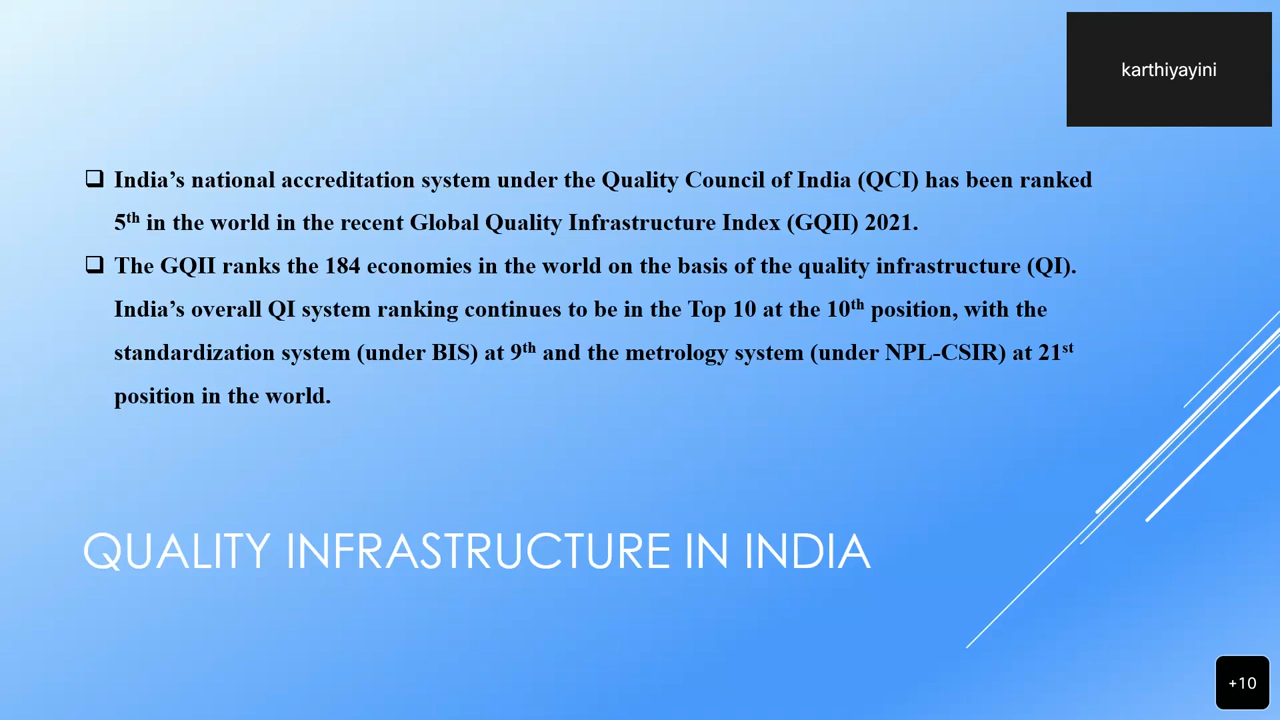 karthiyayini
❑ India’s national accreditation system under the Quality Council of India (QCI) has been ranked
5th in the world in the recent Global Quality Infrastructure Index (GQII) 2021.
❑ The GQII ranks the 184 economies in the world on the basis of the quality infrastructure (QI).
India’s overall QI system ranking continues to be in the Top 10 at the 10th position, with the
standardization system (under BIS) at 9th and the metrology system (under NPL-CSIR) at 21st
position in the world.
QUALITY INFRASTRUCTURE IN INDIA
+10